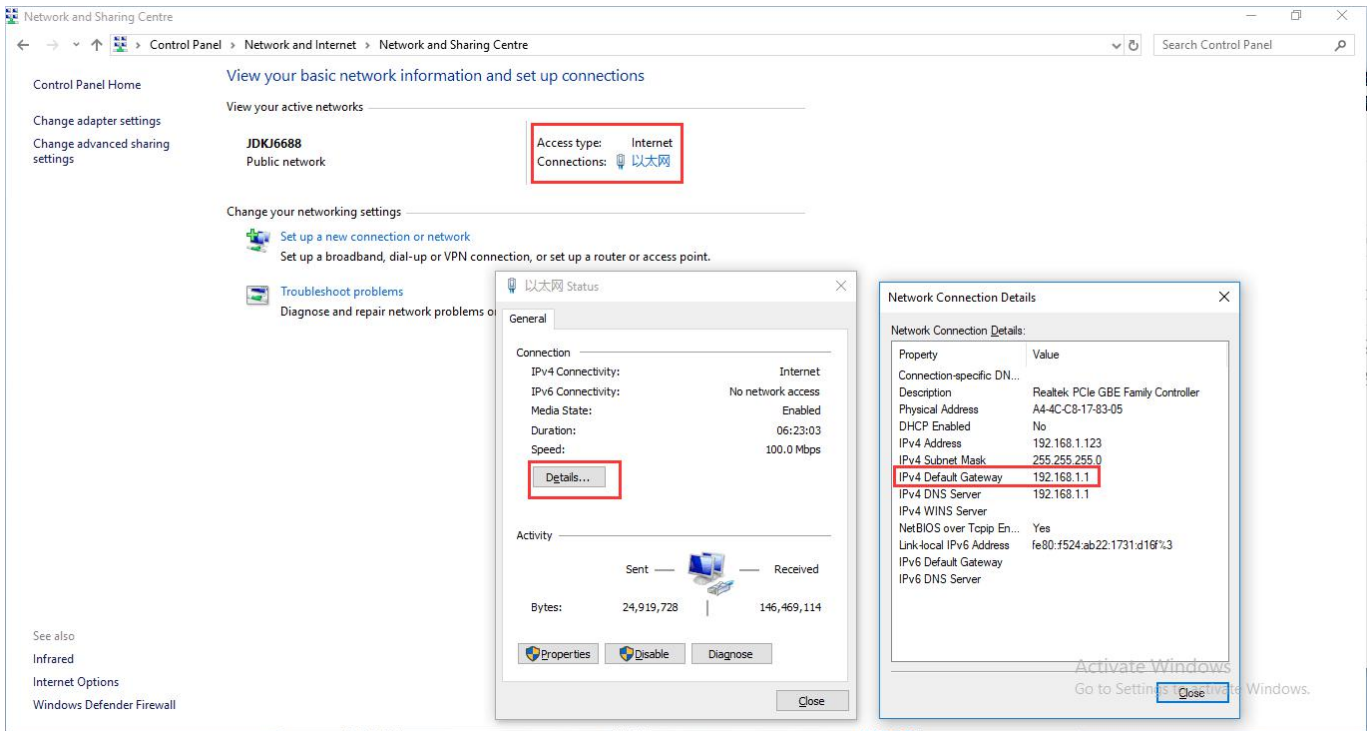 Network and Sharing Centre
Control Panel > Network and Internet > Network and Sharing Centre
Search Control Panel
Control Panel Home
Change adapter settings
Change advanced sharing
settings
View your basic network information and set up connections
View your active networks
JDKJ6688
Public network
Access type: Internet
Connections: 以太网
Change your networking settings
Set up a new connection or network
Set up a broadband, dial-up or VPN connection, or set up a router or access point.
Troubleshoot problems
Diagnose and repair network problems
See also
Infrared
Internet Options
Windows Defender Firewall
以太网 Status
General
Connection
IPv4 Connectivity: Internet
IPv6 Connectivity: No network access
Media State: Enabled
Duration: 06:23:03
Speed: 100.0 Mbps
Details...
Activity
Sent — — Received
Bytes: 24,919,728 | 146,469,114
Properties Disable Diagnose
Close
Network Connection Details
Network Connection Details:
Property Value
Connection-specific DN...
Description Realtek PCIe GBE Family Controller
Physical Address A4-4C-C8-17-83-05
DHCP Enabled No
IPv4 Address 192.168.1.123
IPv4 Subnet Mask 255.255.255.0
IPv4 Default Gateway 192.168.1.1
IPv4 DNS Server 192.168.1.1
IPv4 WINS Server
NetBIOS over Tcpip En... Yes
Link-local IPv6 Address fe80::f524:ab22:1731:d16f%3
IPv6 Default Gateway
IPv6 DNS Server
Close
Activate Windows
Go to Settings to activate Windows.